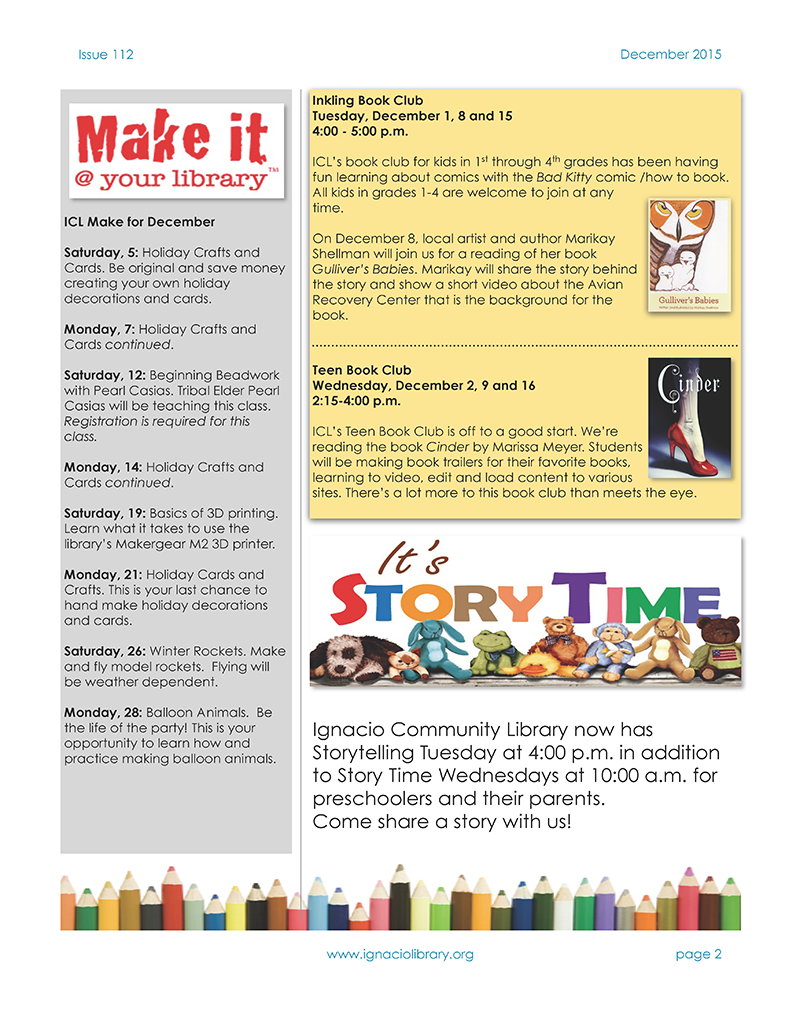 Issue 112
December 2015
Make it
@ your library™
ICL Make for December
Saturday, 5: Holiday Crafts and
Cards. Be original and save money
creating your own holiday
decorations and cards.
Monday, 7: Holiday Crafts and
Cards continued.
Saturday, 12: Beginning Beadwork
with Pearl Casias. Tribal Elder Pearl
Casias will be teaching this class.
Registration is required for this
class.
Monday, 14: Holiday Crafts and
Cards continued.
Saturday, 19: Basics of 3D printing.
Learn what it takes to use the
library's Makergear M2 3D printer.
Monday, 21: Holiday Cards and
Crafts. This is your last chance to
hand make holiday decorations
and cards.
Saturday, 26: Winter Rockets. Make
and fly model rockets.  Flying will
be weather dependent.
Monday, 28: Balloon Animals.  Be
the life of the party! This is your
opportunity to learn how and
practice making balloon animals.
Inkling Book Club
Tuesday, December 1, 8 and 15
4:00 - 5:00 p.m.
ICL's book club for kids in 1st through 4th grades has been having
fun learning about comics with the Bad Kitty comic /how to book.
All kids in grades 1-4 are welcome to join at any
time.
On December 8, local artist and author Marikay
Shellman will join us for a reading of her book
Gulliver's Babies. Marikay will share the story behind
the story and show a short video about the Avian
Recovery Center that is the background for the
book.
Gulliver's Babies
Teen Book Club
Wednesday, December 2, 9 and 16
2:15-4:00 p.m.
ICL's Teen Book Club is off to a good start. We're
reading the book Cinder by Marissa Meyer. Students
will be making book trailers for their favorite books,
learning to video, edit and load content to various
sites. There's a lot more to this book club than meets the eye.
Cinder
It's
STORY TIME
Ignacio Community Library now has
Storytelling Tuesday at 4:00 p.m. in addition
to Story Time Wednesdays at 10:00 a.m. for
preschoolers and their parents.
Come share a story with us!
www.ignaciolibrary.org
page 2